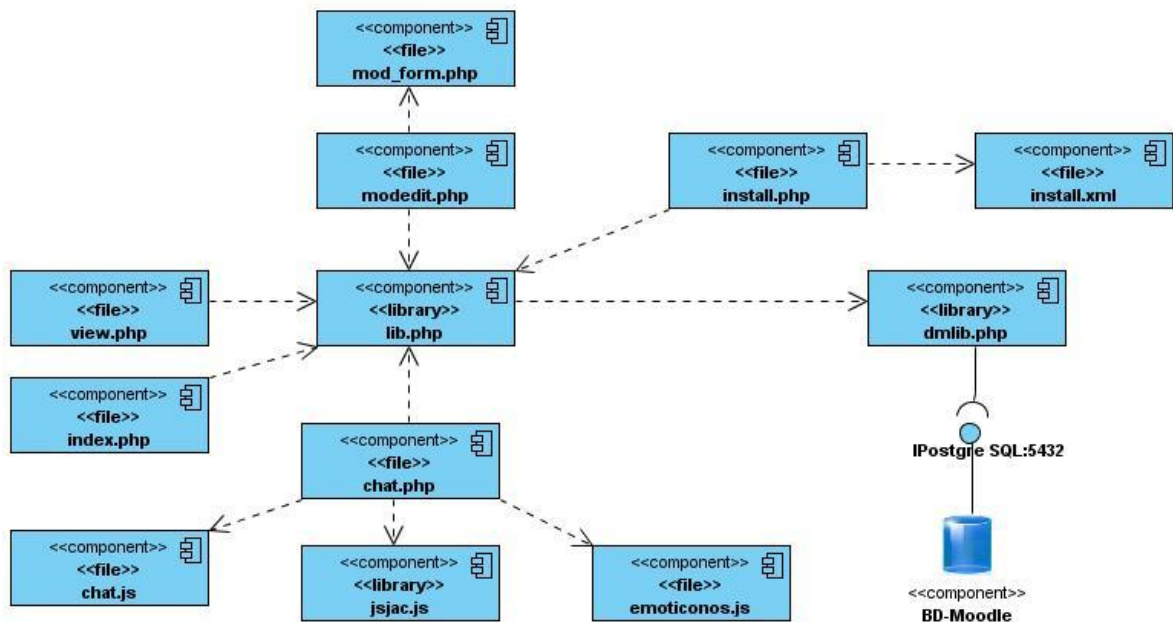 <<component>>
<<file>>
mod_form.php
<<component>>
<<file>>
modedit.php
<<component>>
<<file>>
install.php
<<component>>
<<file>>
install.xml
<<component>>
<<file>>
view.php
<<component>>
<<library>>
lib.php
<<component>>
<<library>>
dmlib.php
<<component>>
<<file>>
index.php
<<component>>
<<file>>
chat.php
IPostgre SQL:5432
<<component>>
<<file>>
chat.js
<<component>>
<<library>>
jsjac.js
<<component>>
<<file>>
emoticonos.js
<<component>>
BD-Moodle